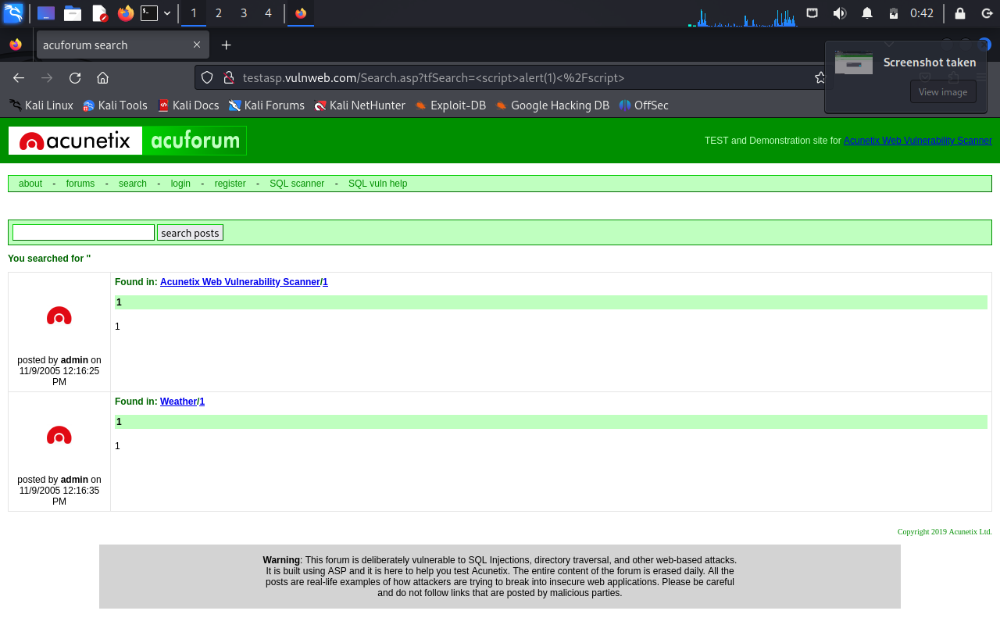 1 2 3 4 0:42
acuforum search
Screenshot taken
testasp.vulnweb.com/Search.asp?tfSearch=<script>alert(1)<%2Fscript>
View image
Kali Linux Kali Tools Kali Docs Kali Forums Kali NetHunter Exploit-DB Google Hacking DB OffSec
acunetix acuforum TEST and Demonstration site for Acunetix Web Vulnerability Scanner
about - forums - search - login - register - SQL scanner - SQL vuln help
search posts
You searched for ''
Found in: Acunetix Web Vulnerability Scanner/1
1
1
posted by admin on
11/9/2005 12:16:25
PM
Found in: Weather/1
1
1
posted by admin on
11/9/2005 12:16:35
PM
Copyright 2019 Acunetix Ltd.
Warning: This forum is deliberately vulnerable to SQL Injections, directory traversal, and other web-based attacks.
It is built using ASP and it is here to help you test Acunetix. The entire content of the forum is erased daily. All the
posts are real-life examples of how attackers are trying to break into insecure web applications. Please be careful
and do not follow links that are posted by malicious parties.